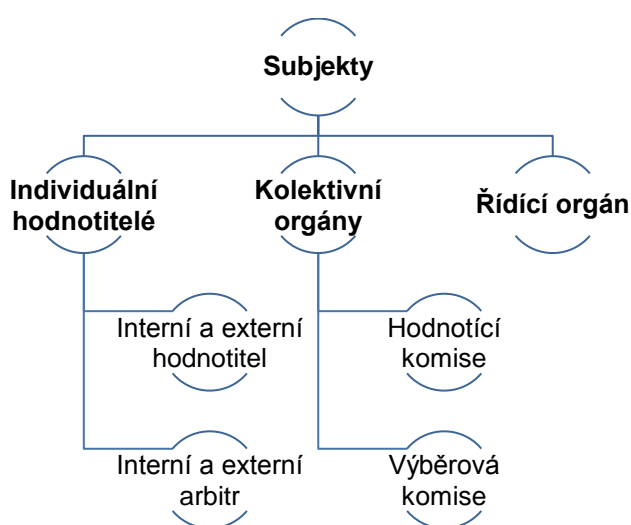 Subjekty
Individuální
hodnotitelé
Kolektivní
orgány
Řídící orgán
Interní a externí
hodnotitel
Hodnotící
komise
Interní a externí
arbitr
Výběrová
komise